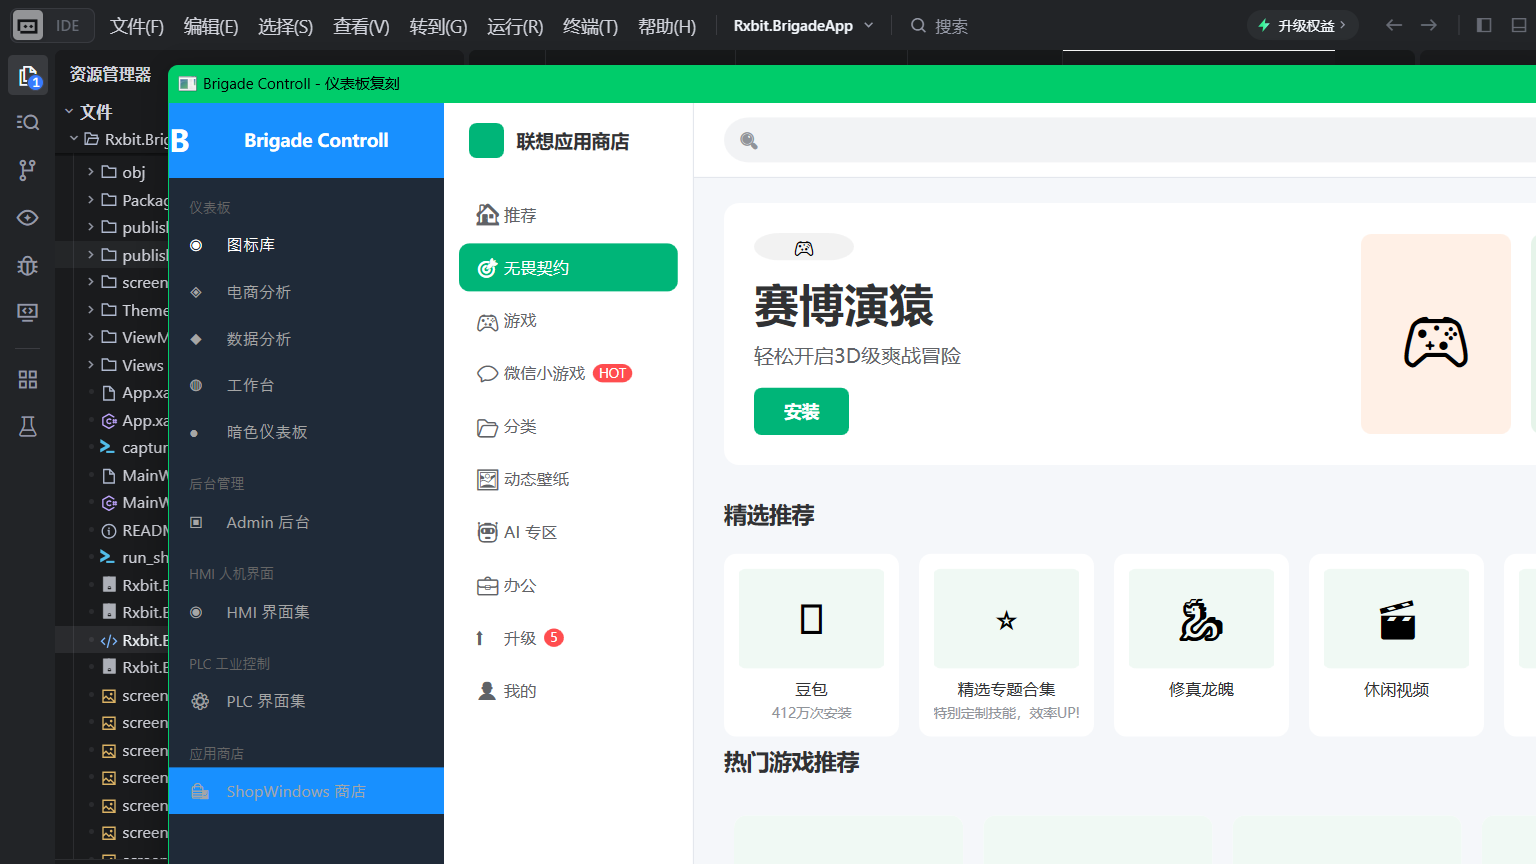 IDE 文件(F) 编辑(E) 选择(S) 查看(V) 转到(G) 运行(R) 终端(T) 帮助(H) Rxbit.BrigadeApp 搜索 升级权益
资源管理器
1
文件
Rxbit.Brig
obj
Packag
publish
publish
screen
Theme
ViewM
Views
App.xa
App.xa
captur
MainW
MainW
READM
run_sh
Rxbit.B
Rxbit.B
Rxbit.B
Rxbit.B
screen
screen
screen
screen
screen
screen
screen
Brigade Controll - 仪表板复刻
B Brigade Controll
仪表板
图标库
电商分析
数据分析
工作台
暗色仪表板
后台管理
Admin 后台
HMI 人机界面
HMI 界面集
PLC 工业控制
PLC 界面集
应用商店
ShopWindows 商店
联想应用商店
推荐
无畏契约
游戏
微信小游戏 HOT
分类
动态壁纸
AI 专区
办公
升级 5
我的
赛博演猿
轻松开启3D级爽战冒险
安装
精选推荐
豆包
412万次安装
精选专题合集
特别定制技能，效率UP!
修真龙魄
休闲视频
热门游戏推荐